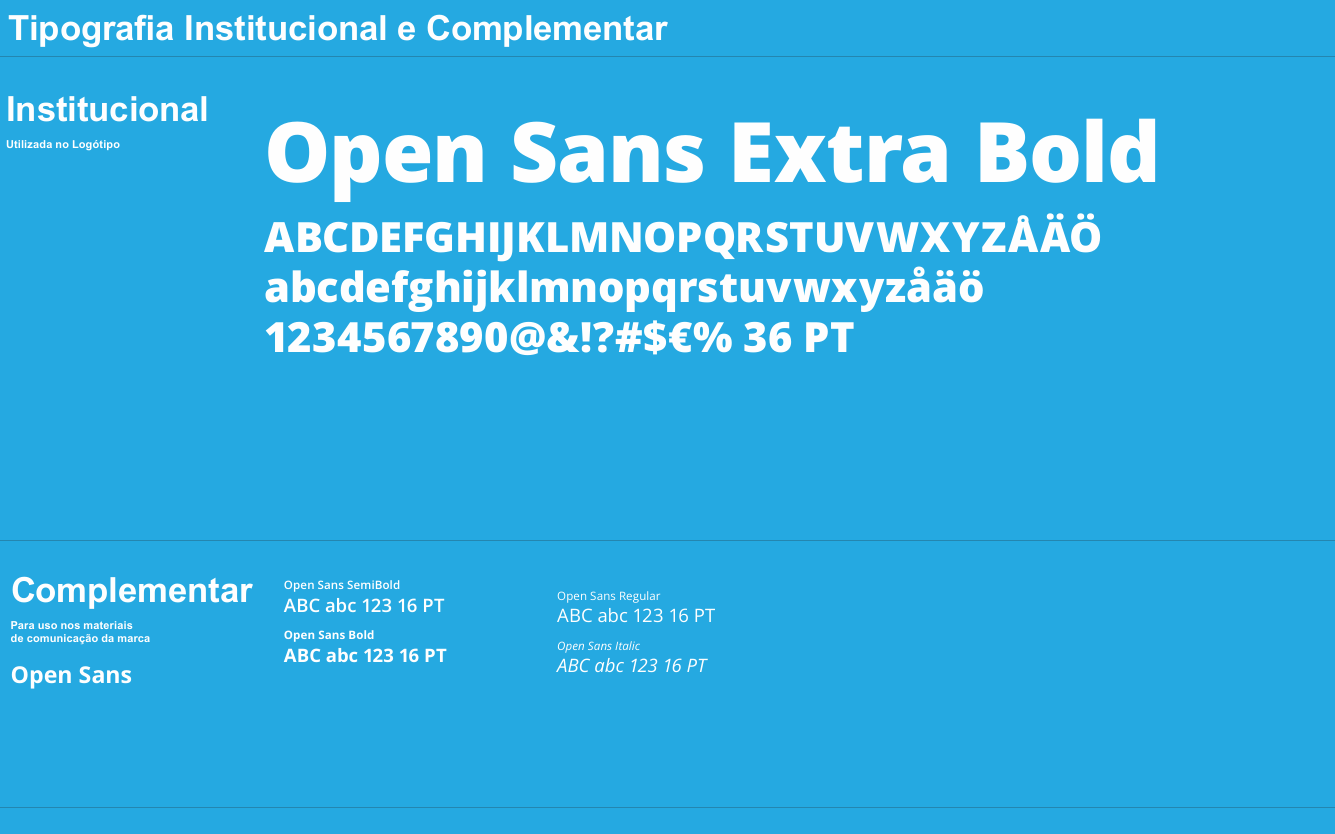 Tipografia Institucional e Complementar
Institucional
Utilizada no Logótipo
Open Sans Extra Bold
ABCDEFGHIJKLMNOPQRSTUVWXYZÅÄÖ
abcdefghijklmnopqrstuvwxyzåäö
1234567890@&!?#$€% 36 PT
Complementar
Para uso nos materiais
de comunicação da marca
Open Sans
Open Sans SemiBold
ABC abc 123 16 PT
Open Sans Bold
ABC abc 123 16 PT
Open Sans Regular
ABC abc 123 16 PT
Open Sans Italic
ABC abc 123 16 PT